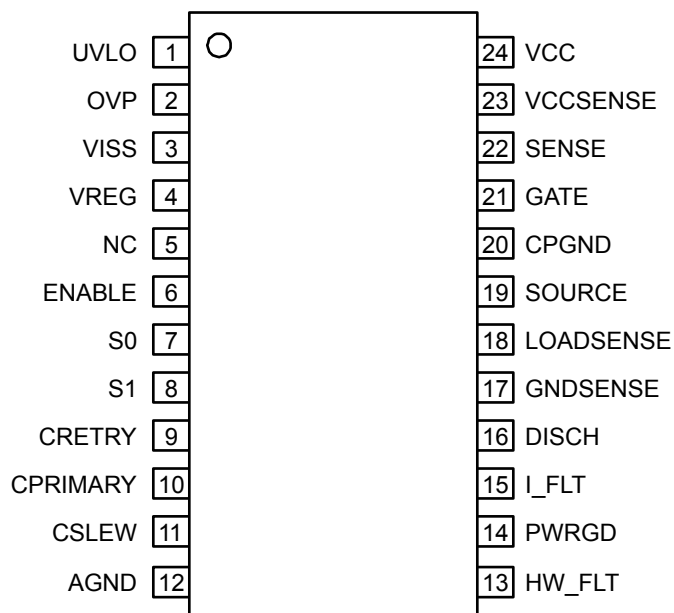 UVLO 1 24 VCC
OVP 2 23 VCCSENSE
VISS 3 22 SENSE
VREG 4 21 GATE
NC 5 20 CPGND
ENABLE 6 19 SOURCE
S0 7 18 LOADSENSE
S1 8 17 GNDSENSE
CRETRY 9 16 DISCH
CPRIMARY 10 15 I_FLT
CSLEW 11 14 PWRGD
AGND 12 13 HW_FLT